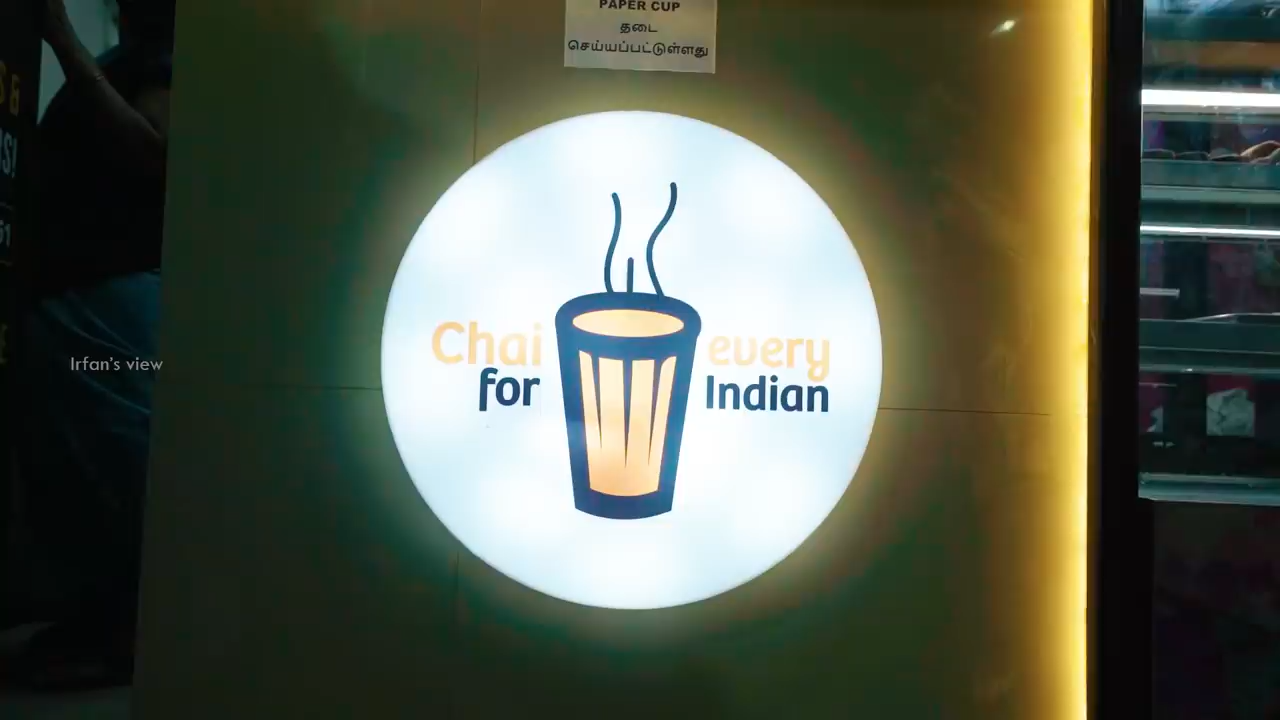 PAPER CUP
தடை
செய்யப்பட்டுள்ளது
Chai
for
every
Indian
Irfan's view